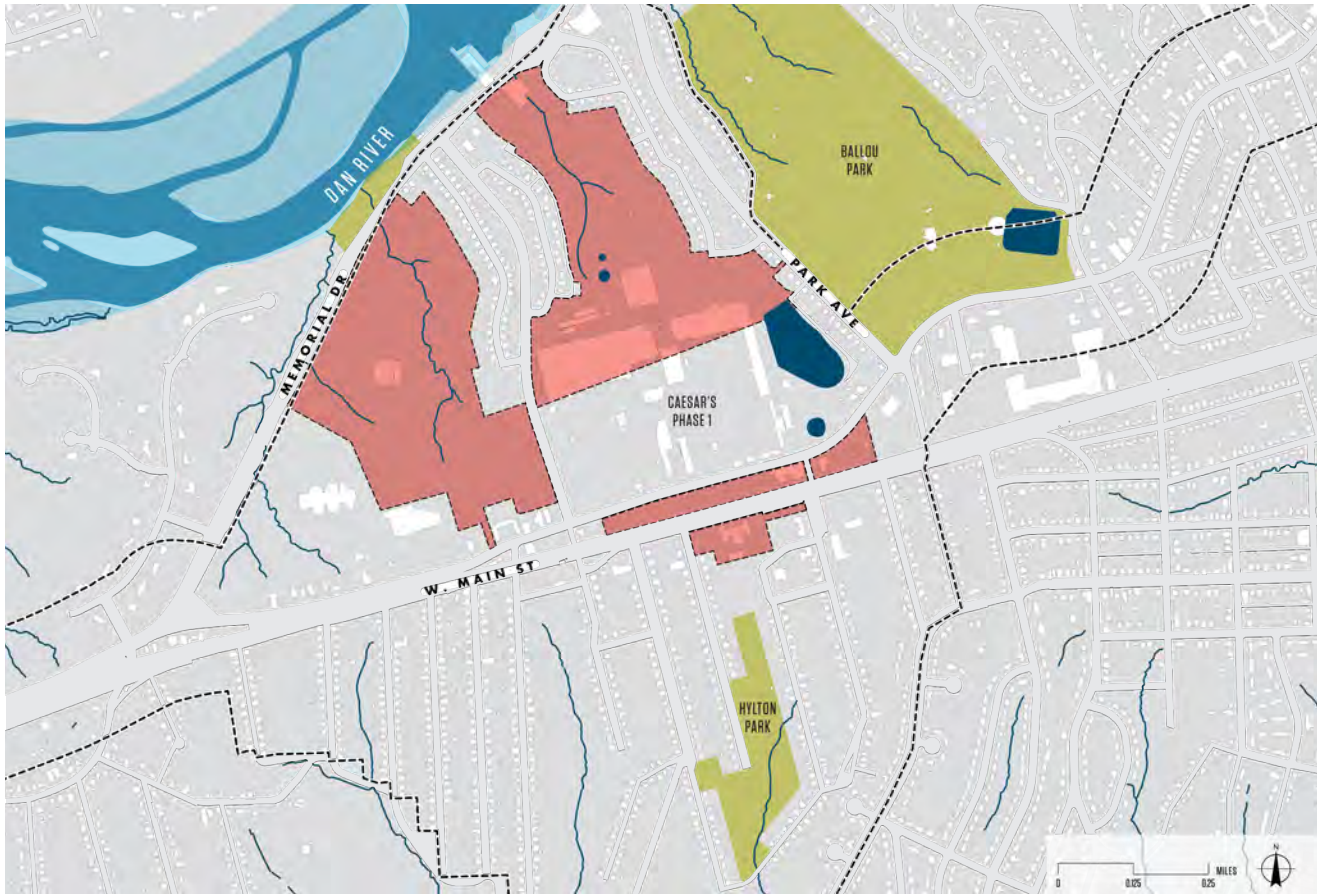 DAN RIVER
BALLOU
PARK
PARK AVE
MEMORIAL DR
CAESAR'S
PHASE 1
W. MAIN ST
HYLTON
PARK
N
MILES
0 0.125 0.25